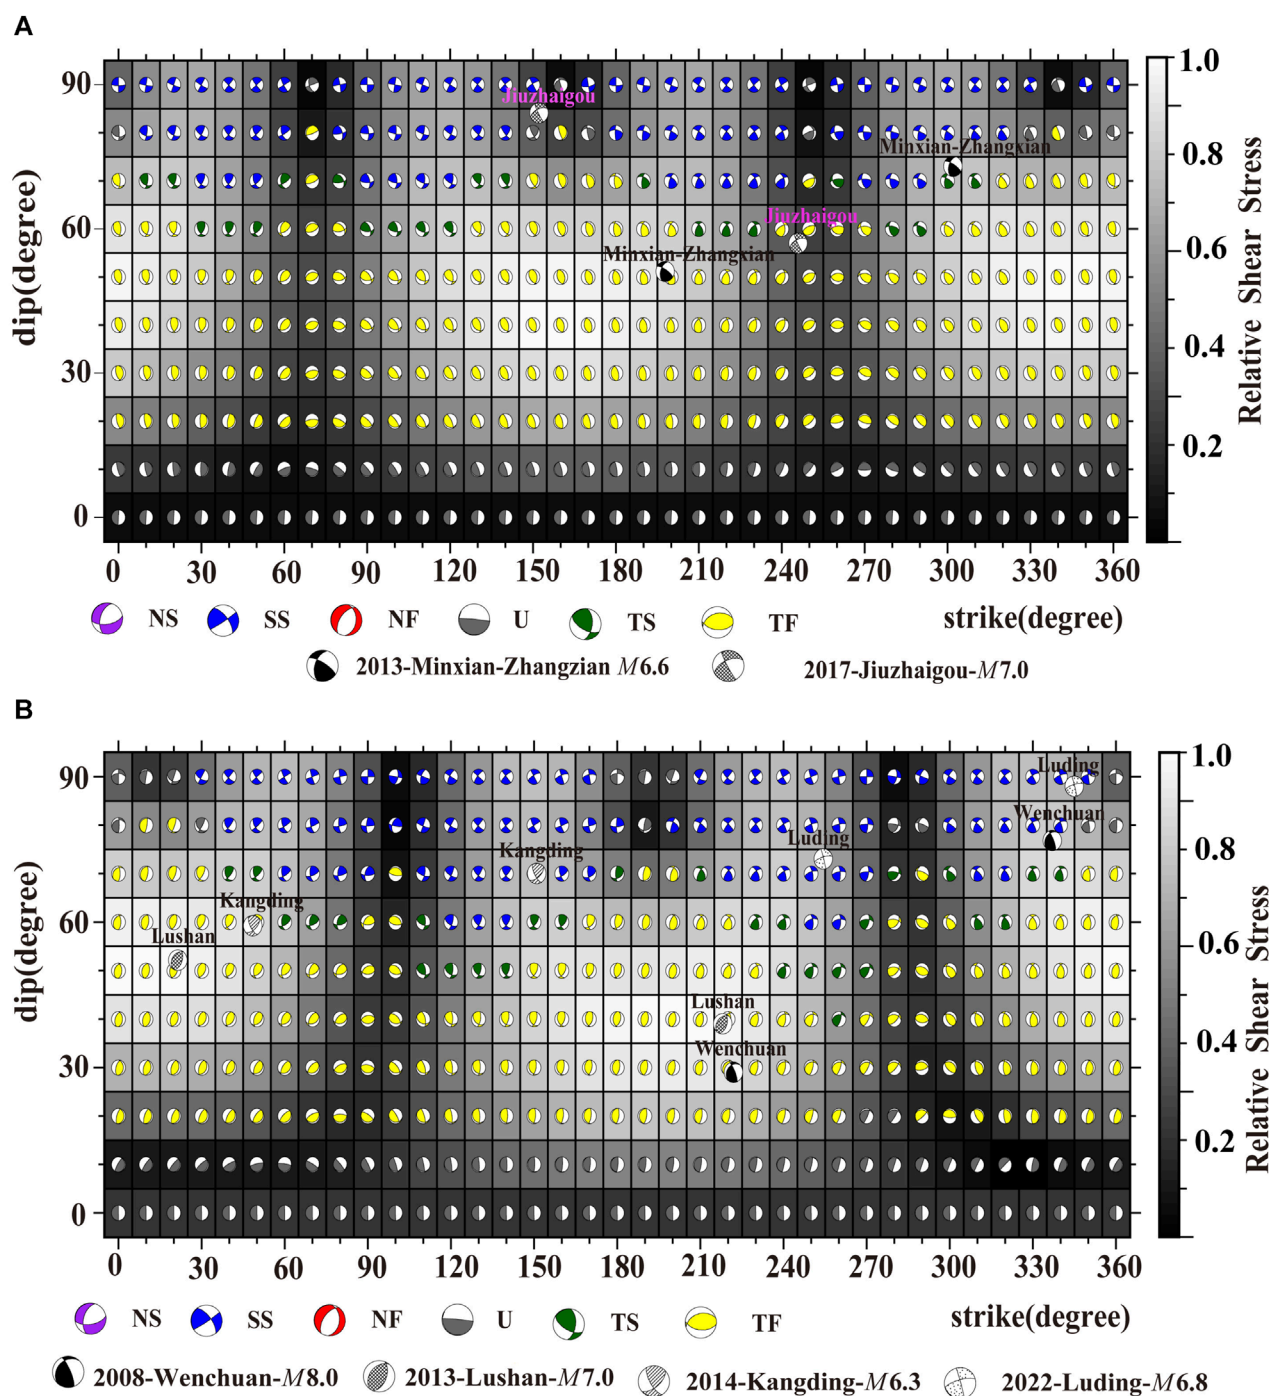 A
90
60
30
0
dip(degree)
Jiuzhaigou
Minxian-Zhangxian
Jiuzhaigou
Minxian-Zhangxian
1.0
0.8
0.6
0.4
0.2
Relative Shear Stress
0 30 60 90 120 150 180 210 240 270 300 330 360
NS SS NF U TS TF strike(degree)
2013-Minxian-Zhangzian M6.6 2017-Jiuzhaigou-M7.0
B
90
60
30
0
dip(degree)
Luding
Wenchuan
Luding
Kangding
Kangding
Lushan
Lushan
Wenchuan
1.0
0.8
0.6
0.4
0.2
Relative Shear Stress
0 30 60 90 120 150 180 210 240 270 300 330 360
NS SS NF U TS TF strike(degree)
2008-Wenchuan-M8.0 2013-Lushan-M7.0 2014-Kangding-M6.3 2022-Luding-M6.8